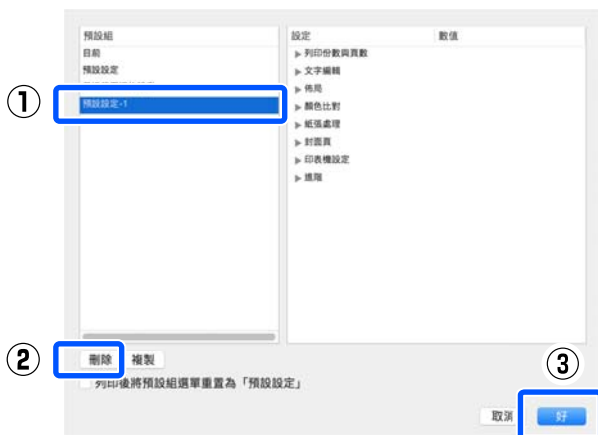 預設組
目前
預設設定
① 預設設定-1
設定 數值
▶ 列印份數與頁數
▶ 文字編輯
▶ 佈局
▶ 顏色比對
▶ 紙張處理
▶ 封面頁
▶ 印表機設定
▶ 進階
② 刪除 複製
③
列印後將預設組選單重置為「預設設定」
取消 好